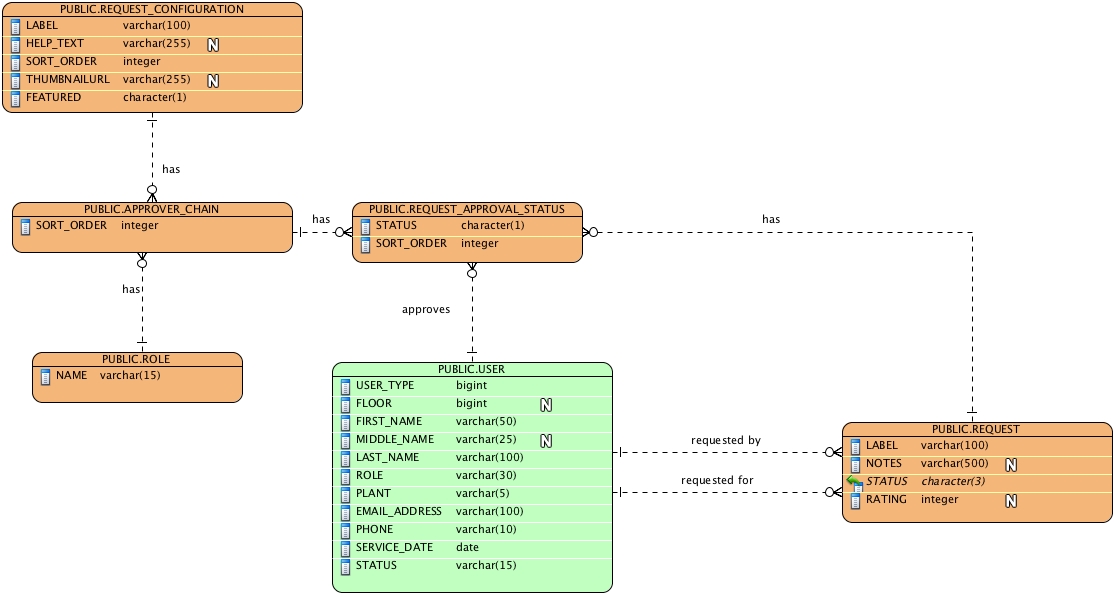 PUBLIC.REQUEST_CONFIGURATION
LABEL varchar(100)
HELP_TEXT varchar(255) N
SORT_ORDER integer
THUMBNAILURL varchar(255) N
FEATURED character(1)
has
PUBLIC.APPROVER_CHAIN
SORT_ORDER integer
has
PUBLIC.REQUEST_APPROVAL_STATUS
STATUS character(1)
SORT_ORDER integer
has
has
approves
PUBLIC.ROLE
NAME varchar(15)
PUBLIC.USER
USER_TYPE bigint
FLOOR bigint N
FIRST_NAME varchar(50)
MIDDLE_NAME varchar(25) N
LAST_NAME varchar(100)
ROLE varchar(30)
PLANT varchar(5)
EMAIL_ADDRESS varchar(100)
PHONE varchar(10)
SERVICE_DATE date
STATUS varchar(15)
requested by
requested for
PUBLIC.REQUEST
LABEL varchar(100)
NOTES varchar(500) N
STATUS character(3)
RATING integer N